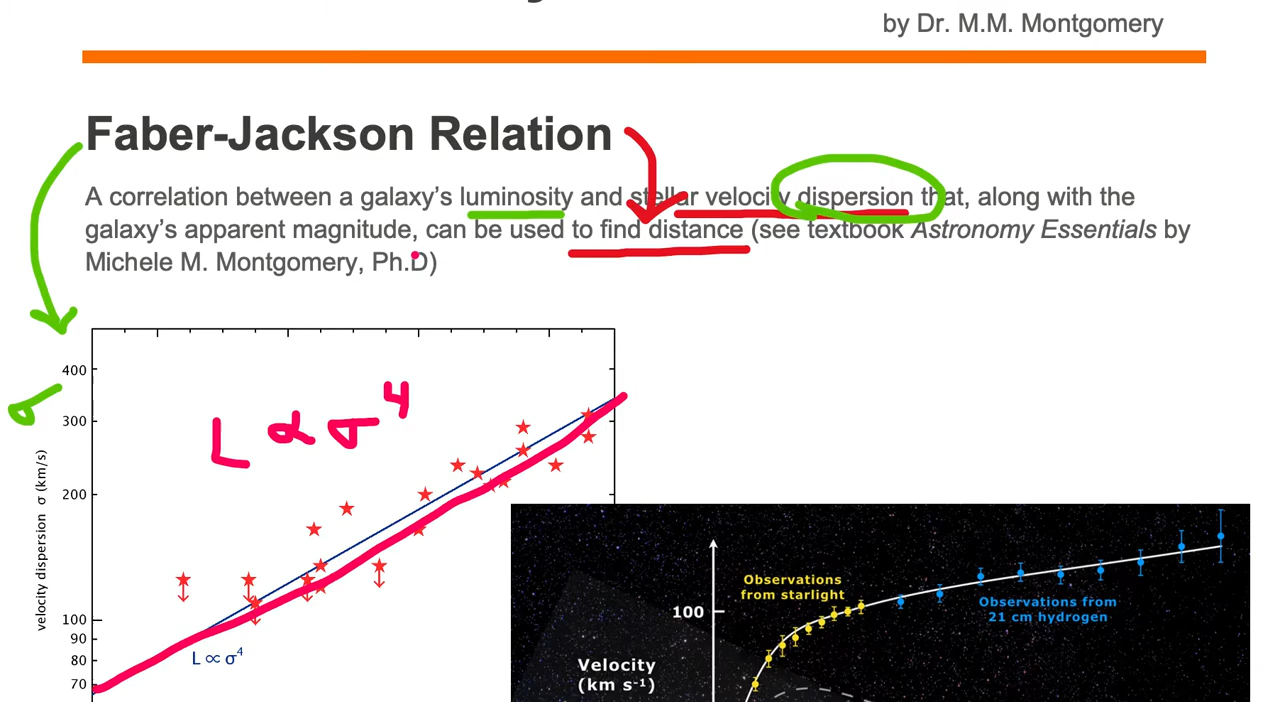 by Dr. M.M. Montgomery
Faber-Jackson Relation
A correlation between a galaxy’s luminosity and stellar velocity dispersion that, along with the
galaxy’s apparent magnitude, can be used to find distance (see textbook Astronomy Essentials by
Michele M. Montgomery, Ph.D)
σ
L ∝ σ⁴
400
300
200
100
90
80
70
velocity dispersion σ (km/s)
L ∝ σ⁴
Observations
from starlight
Observations from
21 cm hydrogen
100
Velocity
(km s⁻¹)